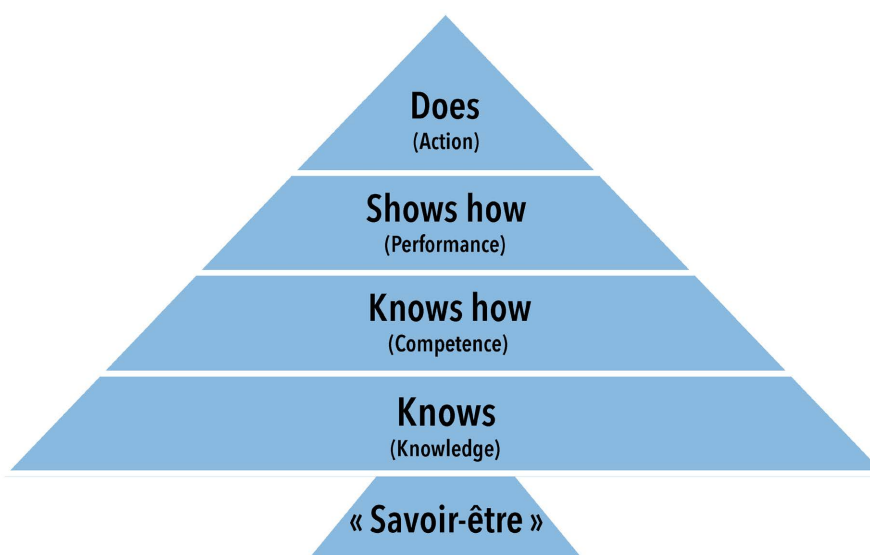 Does
(Action)
Shows how
(Performance)
Knows how
(Competence)
Knows
(Knowledge)
« Savoir-être »